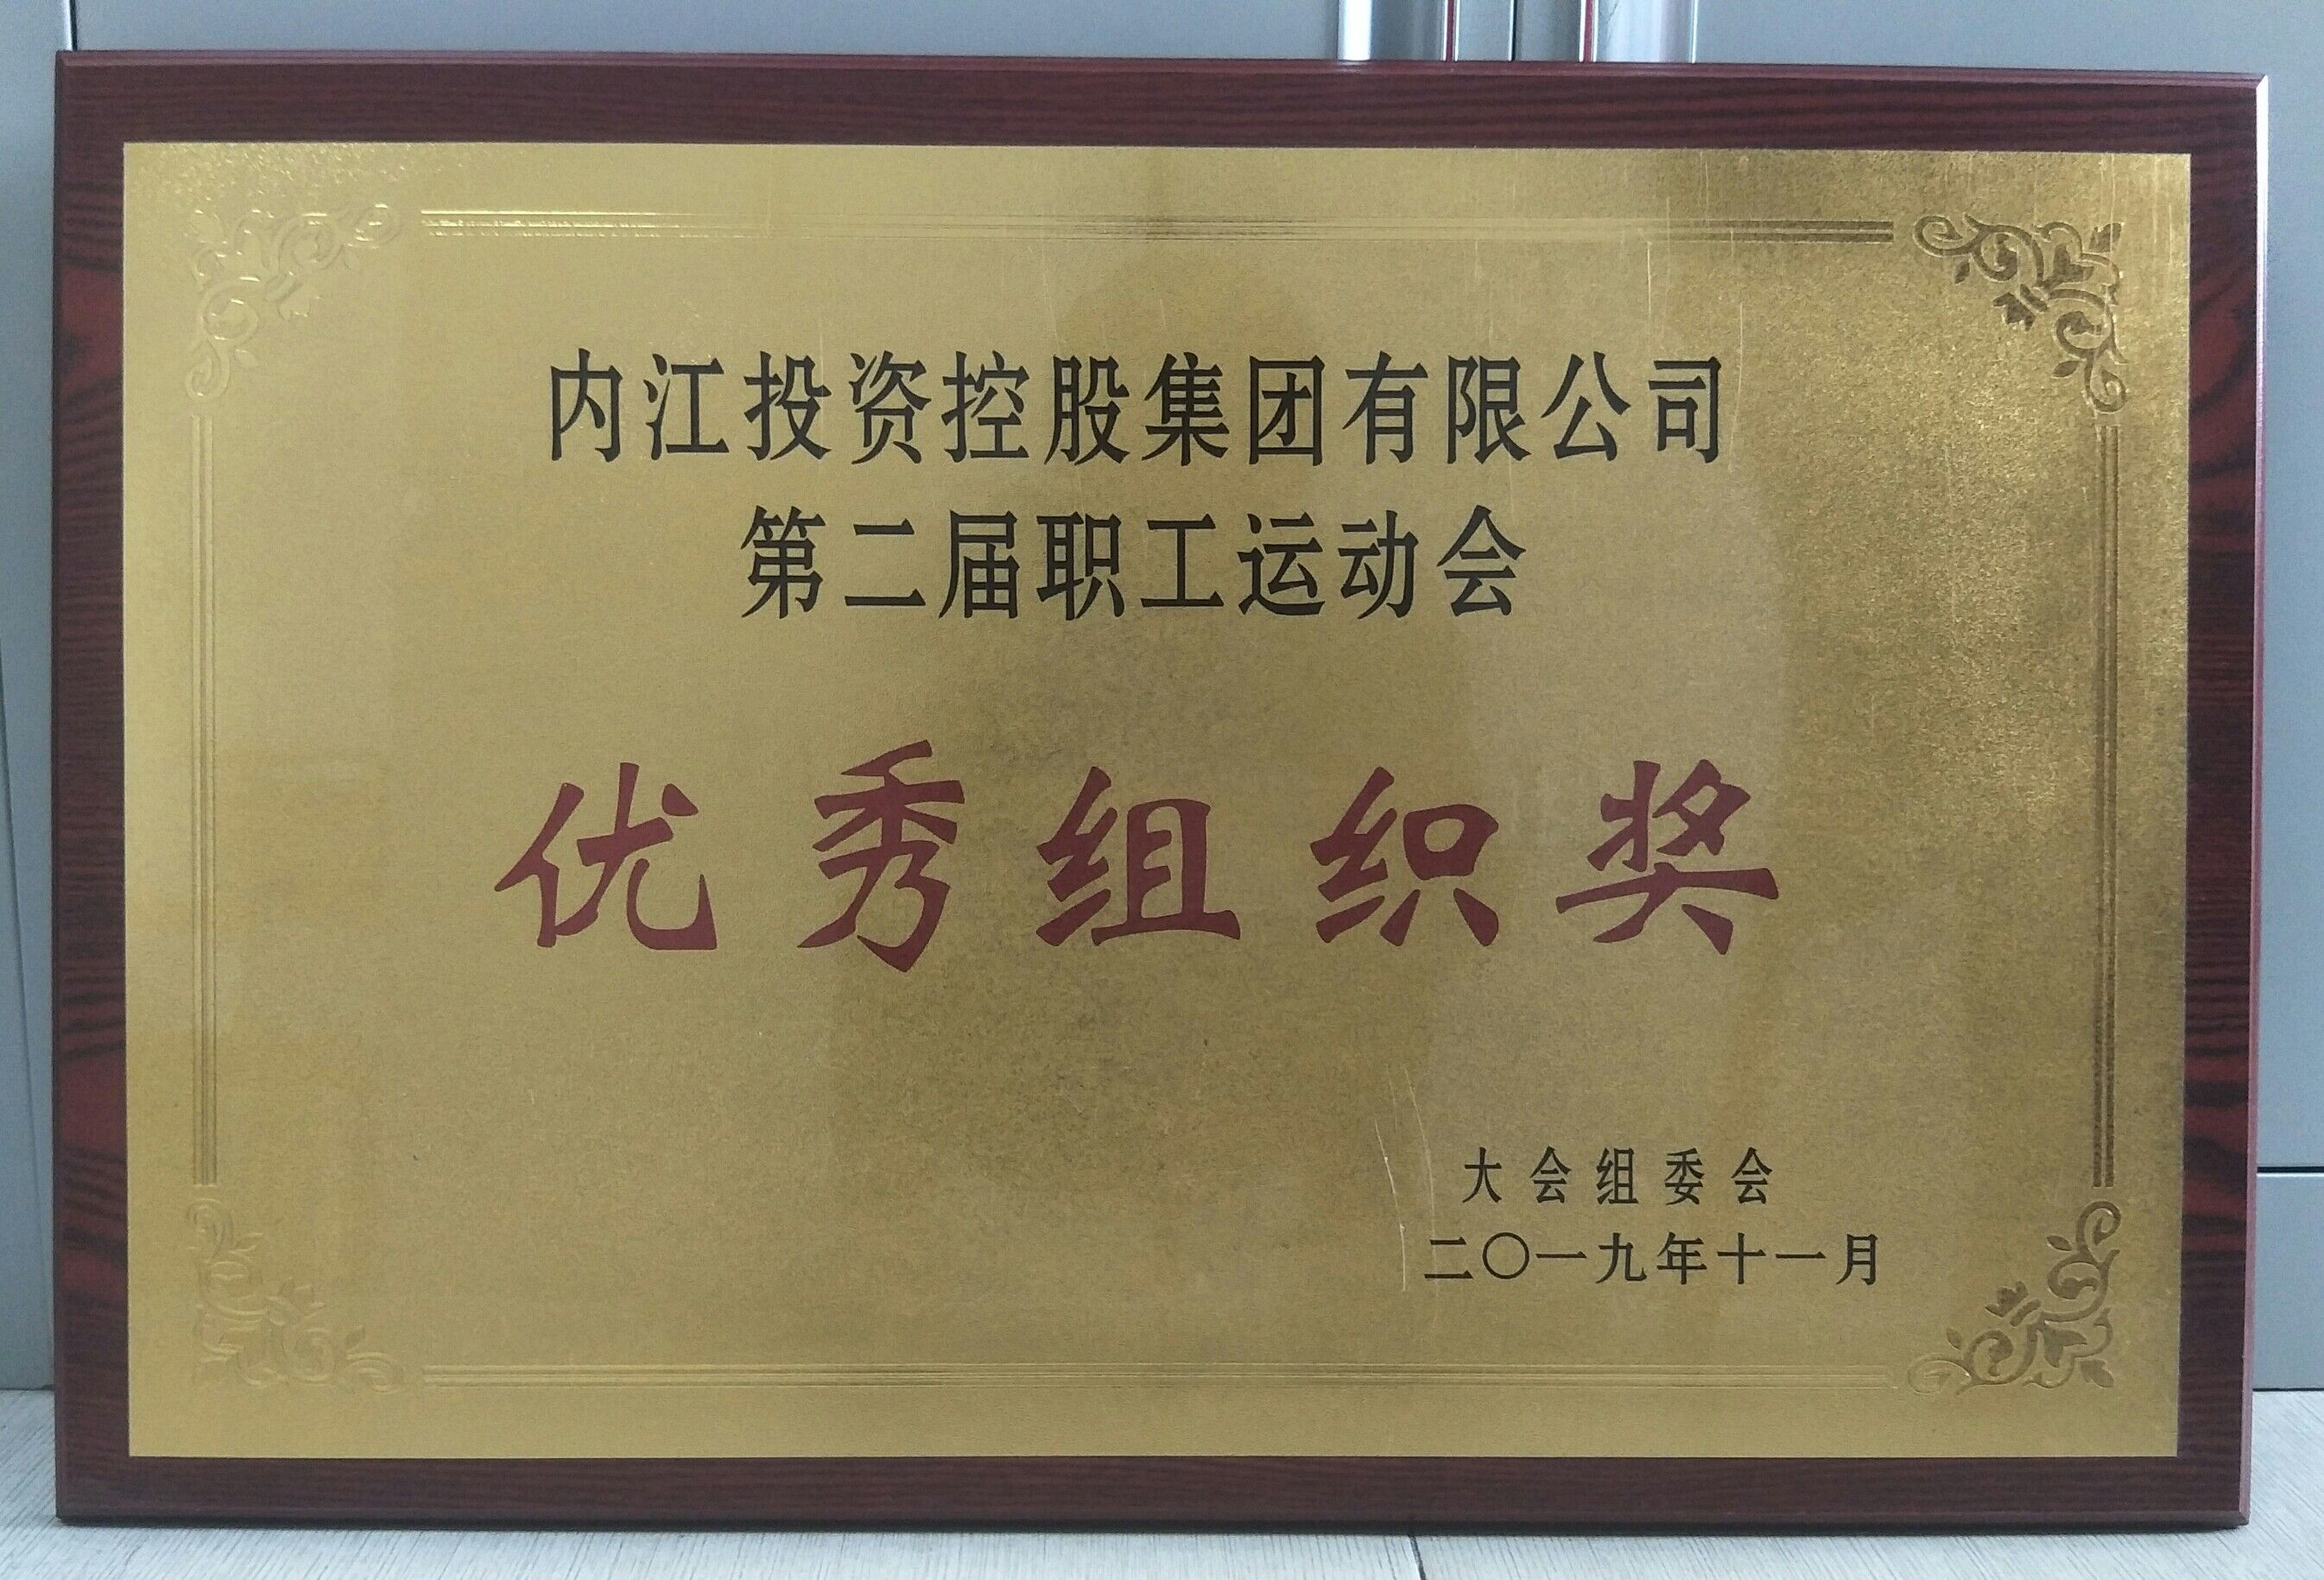 内江投资控股集团有限公司
第二届职工运动会
优秀组织奖
大会组委会
二〇一九年十一月